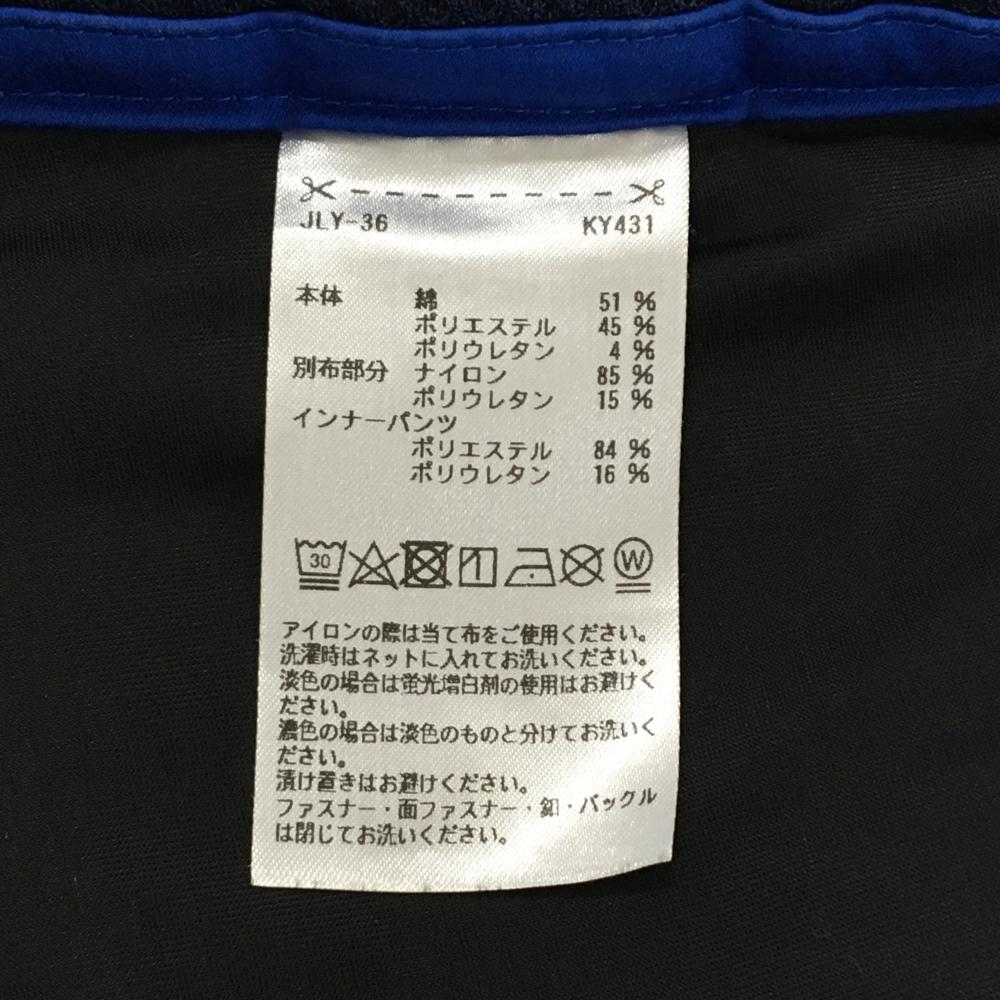 JLY-36 KY431
本体 綿 51 %
ポリエステル 45 %
ポリウレタン 4 %
別布部分 ナイロン 85 %
ポリウレタン 15 %
インナーパンツ
ポリエステル 84 %
ポリウレタン 16 %
30 W
アイロンの際は当て布をご使用ください。
洗濯時はネットに入れてお洗いください。
淡色の場合は蛍光増白剤の使用はお避けく
ださい。
濃色の場合は淡色のものと分けてお洗いく
ださい。
漬け置きはお避けください。
ファスナー・面ファスナー・釦・バックル
は閉じてお洗いください。